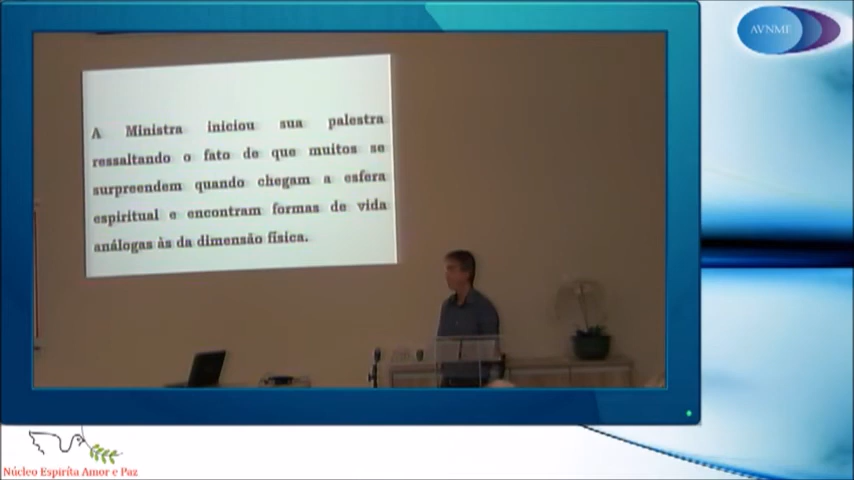 AVNMF
A Ministra iniciou sua palestra
ressaltando o fato de que muitos se
surpreendem quando chegam a esfera
espiritual e encontram formas de vida
análogas às da dimensão física.
Núcleo Espírita Amor e Paz